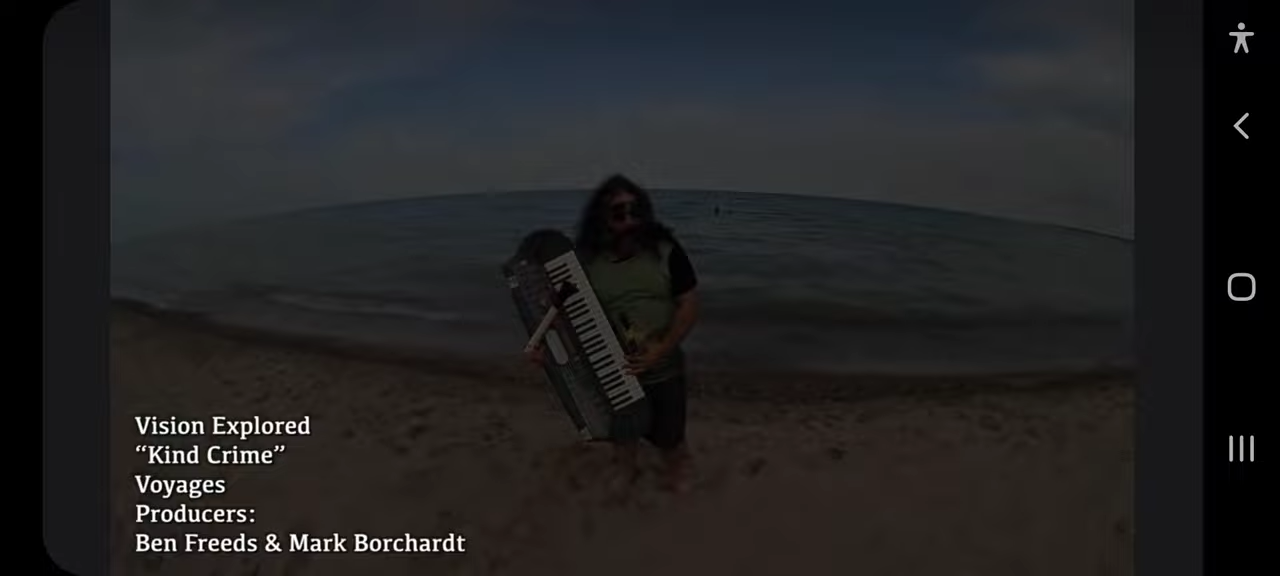 Vision Explored
“Kind Crime”
Voyages
Producers:
Ben Freeds & Mark Borchardt